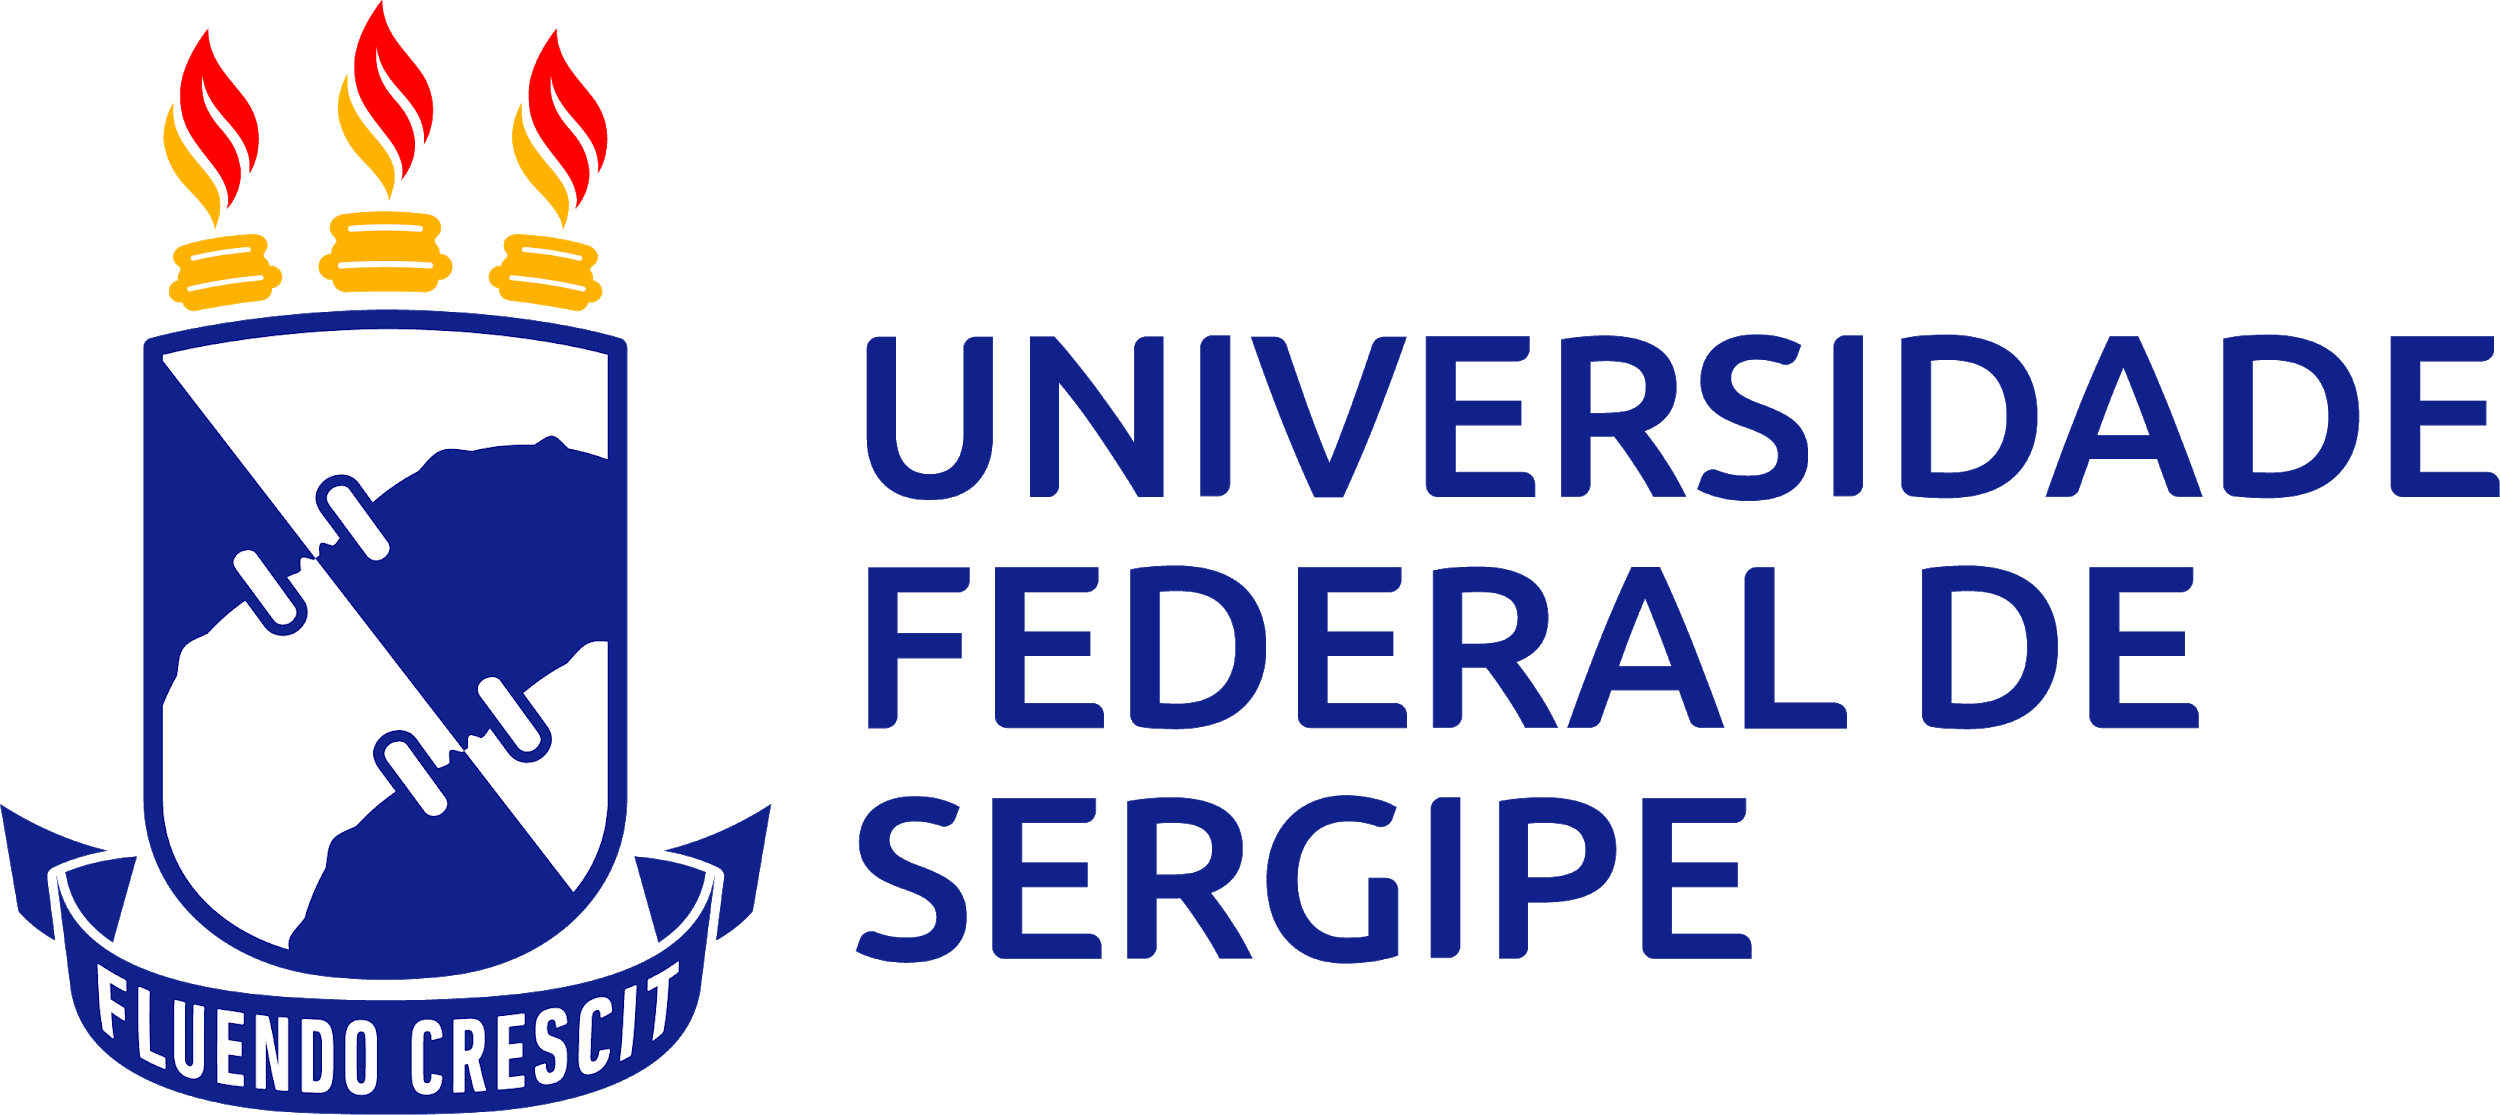 UNIVERSIDADE
FEDERAL DE
SERGIPE
FLUENDO CRESCIT